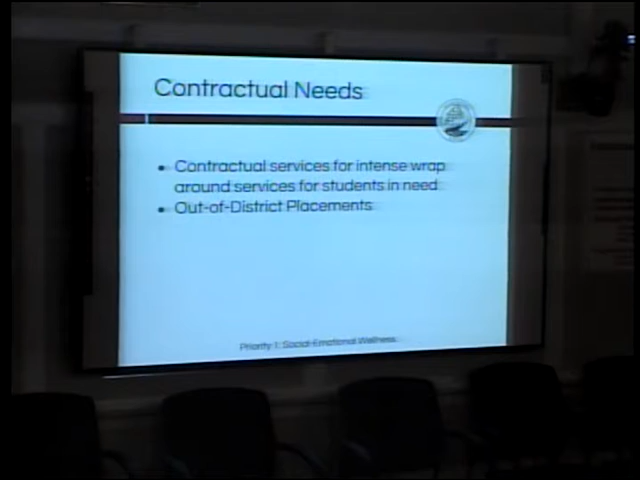 Contractual Needs
• Contractual services for intense wrap
around services for students in need
• Out-of-District Placements
Priority 1: Social-Emotional Wellness